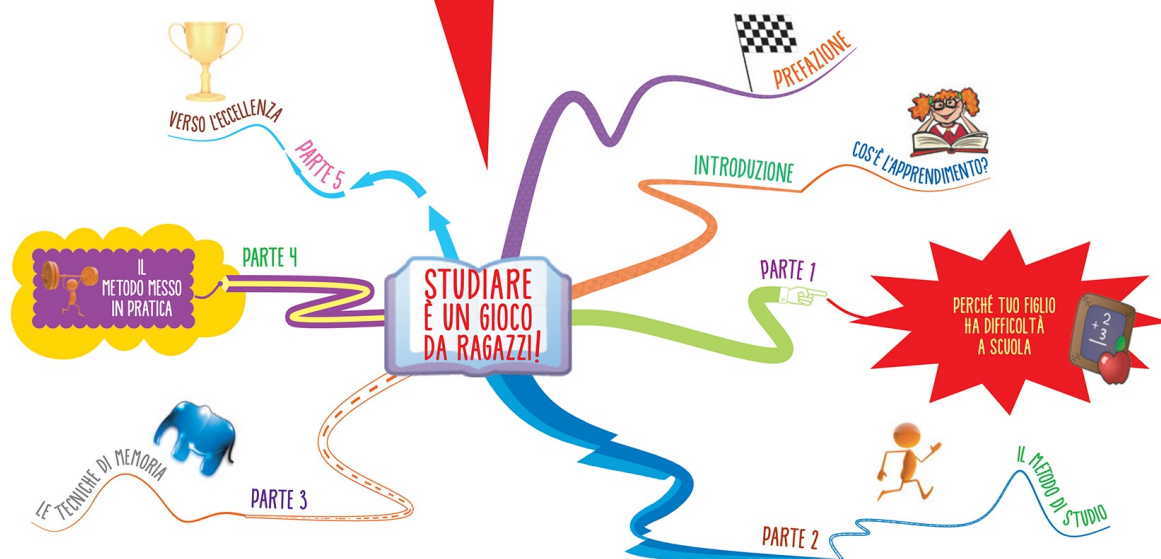 STUDIARE
È UN GIOCO
DA RAGAZZI!
PREFAZIONE
INTRODUZIONE
COS'È L'APPRENDIMENTO?
PARTE 1
PERCHÉ TUO FIGLIO
HA DIFFICOLTÀ
A SCUOLA
2
+3
PARTE 2
IL METODO DI STUDIO
PARTE 3
LE TECNICHE DI MEMORIA
PARTE 4
IL
METODO MESSO
IN PRATICA
PARTE 5
VERSO L'ECCELLENZA